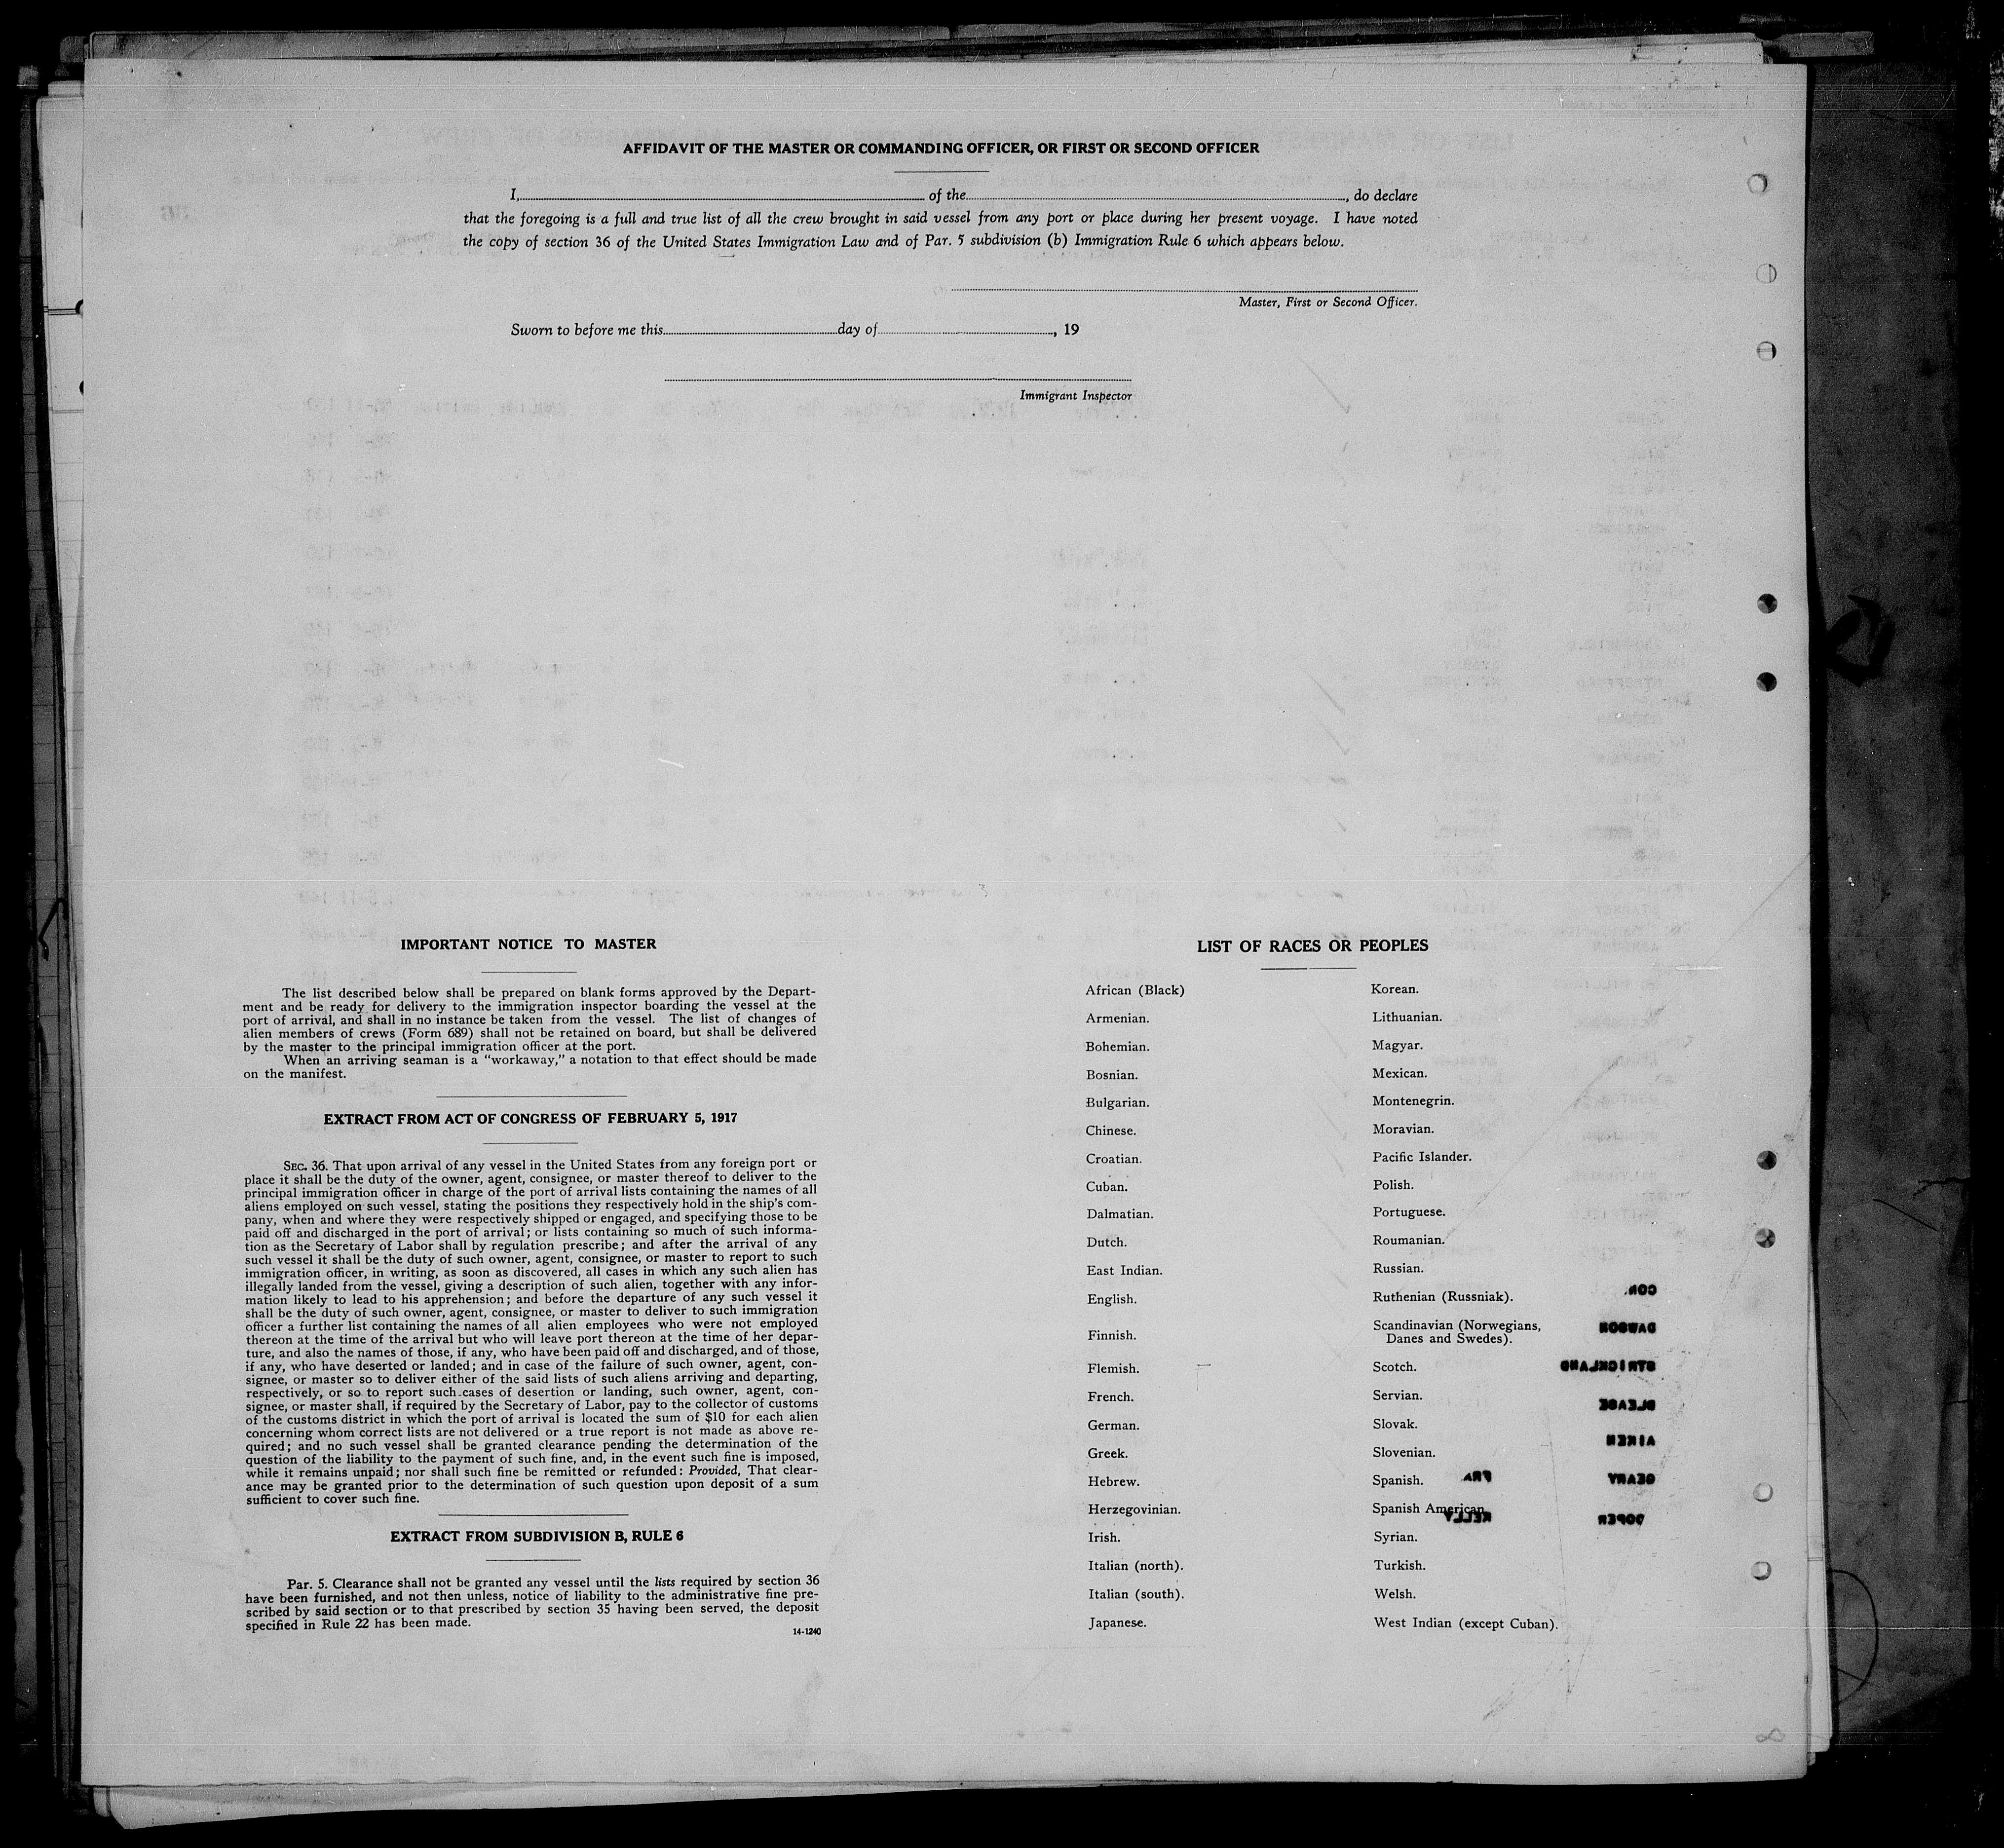 AFFIDAVIT OF THE MASTER OR COMMANDING OFFICER, OR FIRST OR SECOND OFFICER
I, of the , do declare
that the foregoing is a full and true list of all the crew brought in said vessel from any port or place during her present voyage. I have noted
the copy of section 36 of the United States Immigration Law and of Par. 5 subdivision (b) Immigration Rule 6 which appears below.
Master, First or Second Officer.
Sworn to before me this day of , 19
Immigrant Inspector
IMPORTANT NOTICE TO MASTER
The list described below shall be prepared on blank forms approved by the Depart-
ment and be ready for delivery to the immigration inspector boarding the vessel at the
port of arrival, and shall in no instance be taken from the vessel. The list of changes of
alien members of crews (Form 689) shall not be retained on board, but shall be delivered
by the master to the principal immigration officer at the port.
When an arriving seaman is a "workaway," a notation to that effect should be made
on the manifest.
EXTRACT FROM ACT OF CONGRESS OF FEBRUARY 5, 1917
SEC. 36. That upon arrival of any vessel in the United States from any foreign port or
place it shall be the duty of the owner, agent, consignee, or master thereof to deliver to the
principal immigration officer in charge of the port of arrival lists containing the names of all
aliens employed on such vessel, stating the positions they respectively hold in the ship's com-
pany, when and where they were respectively shipped or engaged, and specifying those to be
paid off and discharged in the port of arrival; or lists containing so much of such informa-
tion as the Secretary of Labor shall by regulation prescribe; and after the arrival of any
such vessel it shall be the duty of such owner, agent, consignee, or master to report to such
immigration officer, in writing, as soon as discovered, all cases in which any such alien has
illegally landed from the vessel, giving a description of such alien, together with any infor-
mation likely to lead to his apprehension; and before the departure of any such vessel it
shall be the duty of such owner, agent, consignee, or master to deliver to such immigration
officer a further list containing the names of all alien employees who were not employed
thereon at the time of the arrival but who will leave port thereon at the time of her depar-
ture, and also the names of those, if any, who have been paid off and discharged, and of those,
if any, who have deserted or landed; and in case of the failure of such owner, agent, con-
signee, or master so to deliver either of the said lists of such aliens arriving and departing,
respectively, or so to report such cases of desertion or landing, such owner, agent, con-
signee, or master shall, if required by the Secretary of Labor, pay to the collector of customs
of the customs district in which the port of arrival is located the sum of $10 for each alien
concerning whom correct lists are not delivered or a true report is not made as above re-
quired; and no such vessel shall be granted clearance pending the determination of the
question of the liability to the payment of such fine, and, in the event such fine is imposed,
while it remains unpaid; nor shall such fine be remitted or refunded: Provided, That clear-
ance may be granted prior to the determination of such question upon deposit of a sum
sufficient to cover such fine.
EXTRACT FROM SUBDIVISION B, RULE 6
Par. 5. Clearance shall not be granted any vessel until the lists required by section 36
have been furnished, and not then unless, notice of liability to the administrative fine pre-
scribed by said section or to that prescribed by section 35 having been served, the deposit
specified in Rule 22 has been made.
14-1240
LIST OF RACES OR PEOPLES
African (Black)
Armenian.
Bohemian.
Bosnian.
Bulgarian.
Chinese.
Croatian.
Cuban.
Dalmatian.
Dutch.
East Indian.
English.
Finnish.
Flemish.
French.
German.
Greek.
Hebrew.
Herzegovinian.
Irish.
Italian (north).
Italian (south).
Japanese.
Korean.
Lithuanian.
Magyar.
Mexican.
Montenegrin.
Moravian.
Pacific Islander.
Polish.
Portuguese.
Roumanian.
Russian.
Ruthenian (Russniak).
Scandinavian (Norwegians,
Danes and Swedes).
Scotch.
Servian.
Slovak.
Slovenian.
Spanish.
Spanish American.
Syrian.
Turkish.
Welsh.
West Indian (except Cuban).
DAWSON
STRICKLAND
AIKEN
GEARY
KELLY